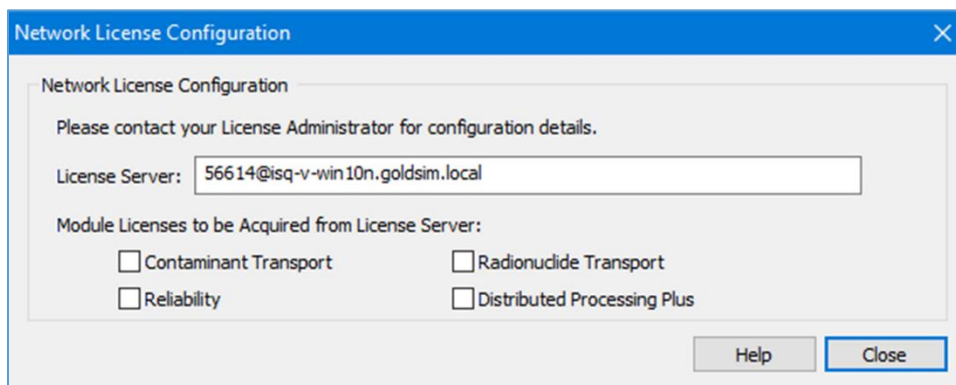 Network License Configuration
Network License Configuration
Please contact your License Administrator for configuration details.
License Server: 56614@isq-v-win10n.goldsim.local
Module Licenses to be Acquired from License Server:
Contaminant Transport Radionuclide Transport
Reliability Distributed Processing Plus
Help Close